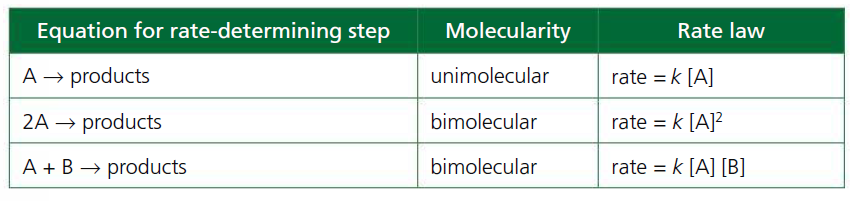 Equation for rate-determining step Molecularity Rate law
A → products unimolecular rate = k [A]
2A → products bimolecular rate = k [A]²
A + B → products bimolecular rate = k [A] [B]